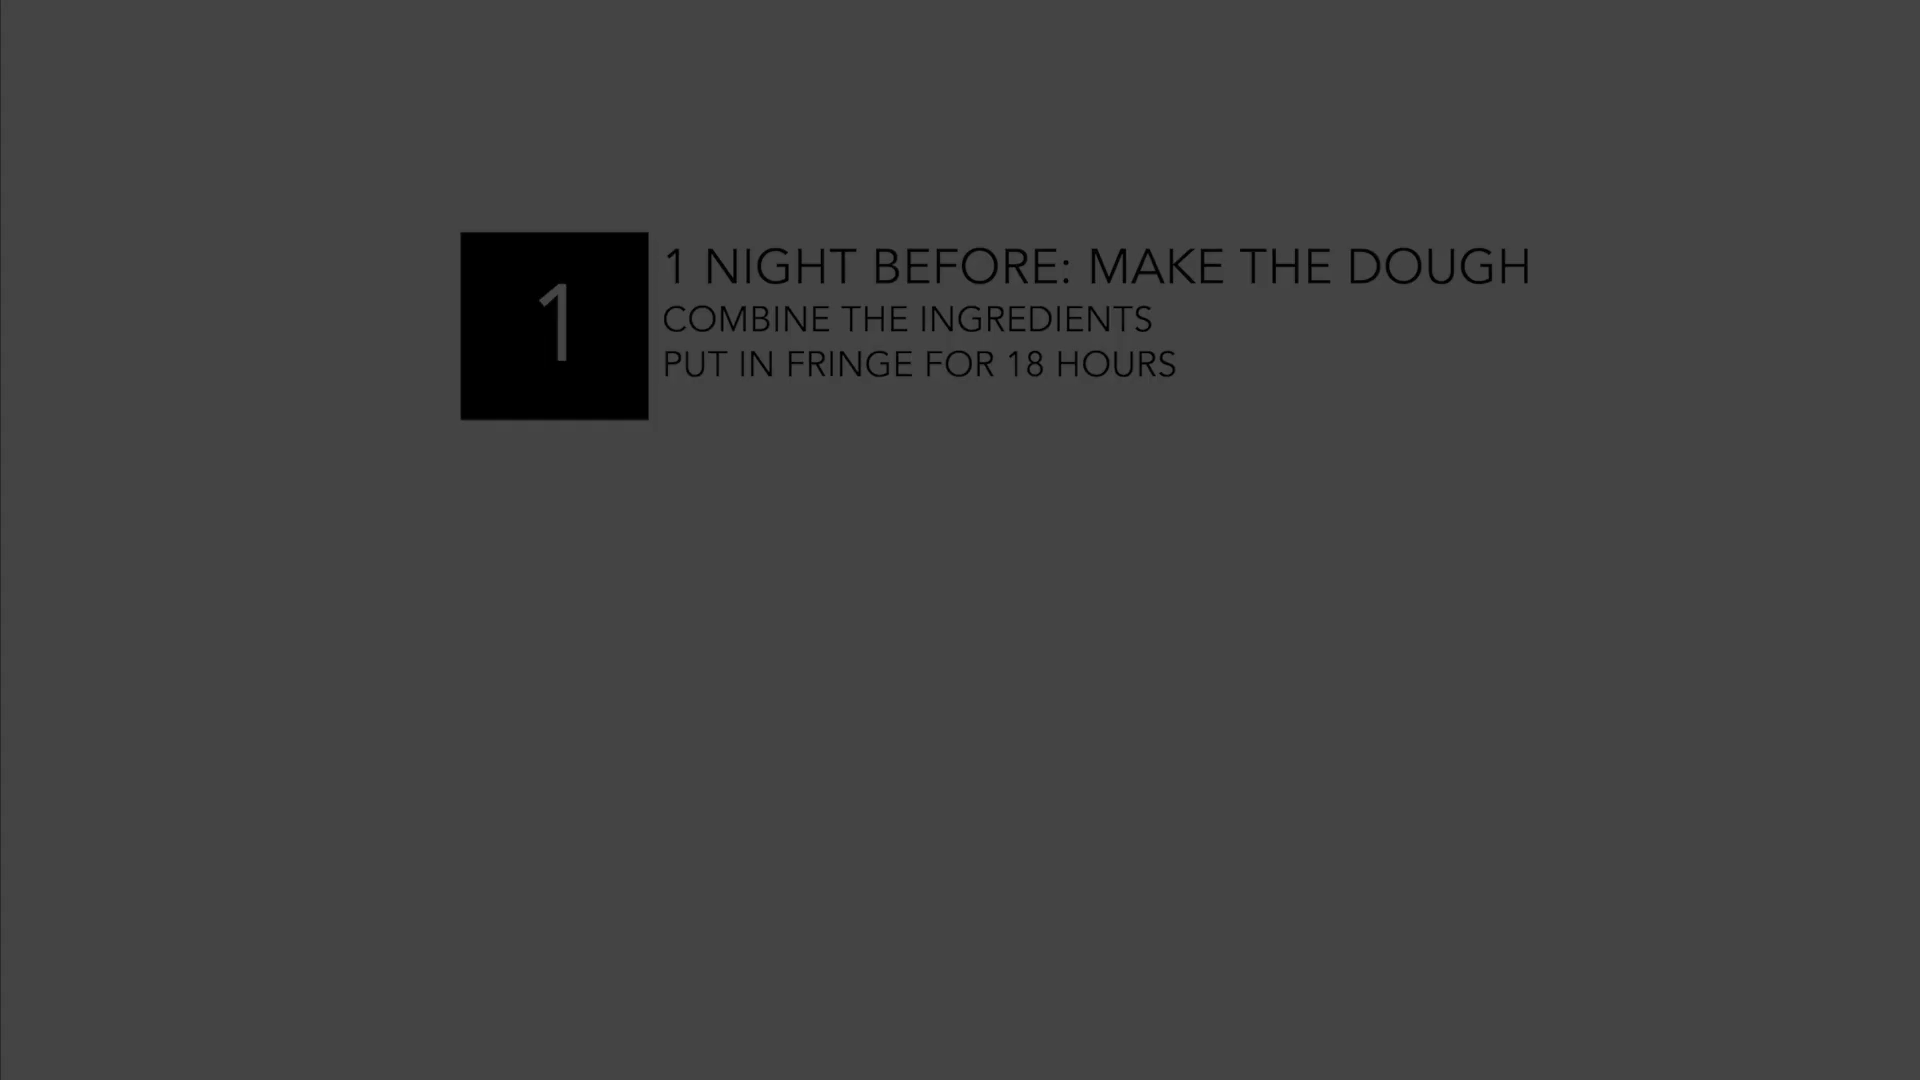 1
1 NIGHT BEFORE: MAKE THE DOUGH
COMBINE THE INGREDIENTS
PUT IN FRINGE FOR 18 HOURS